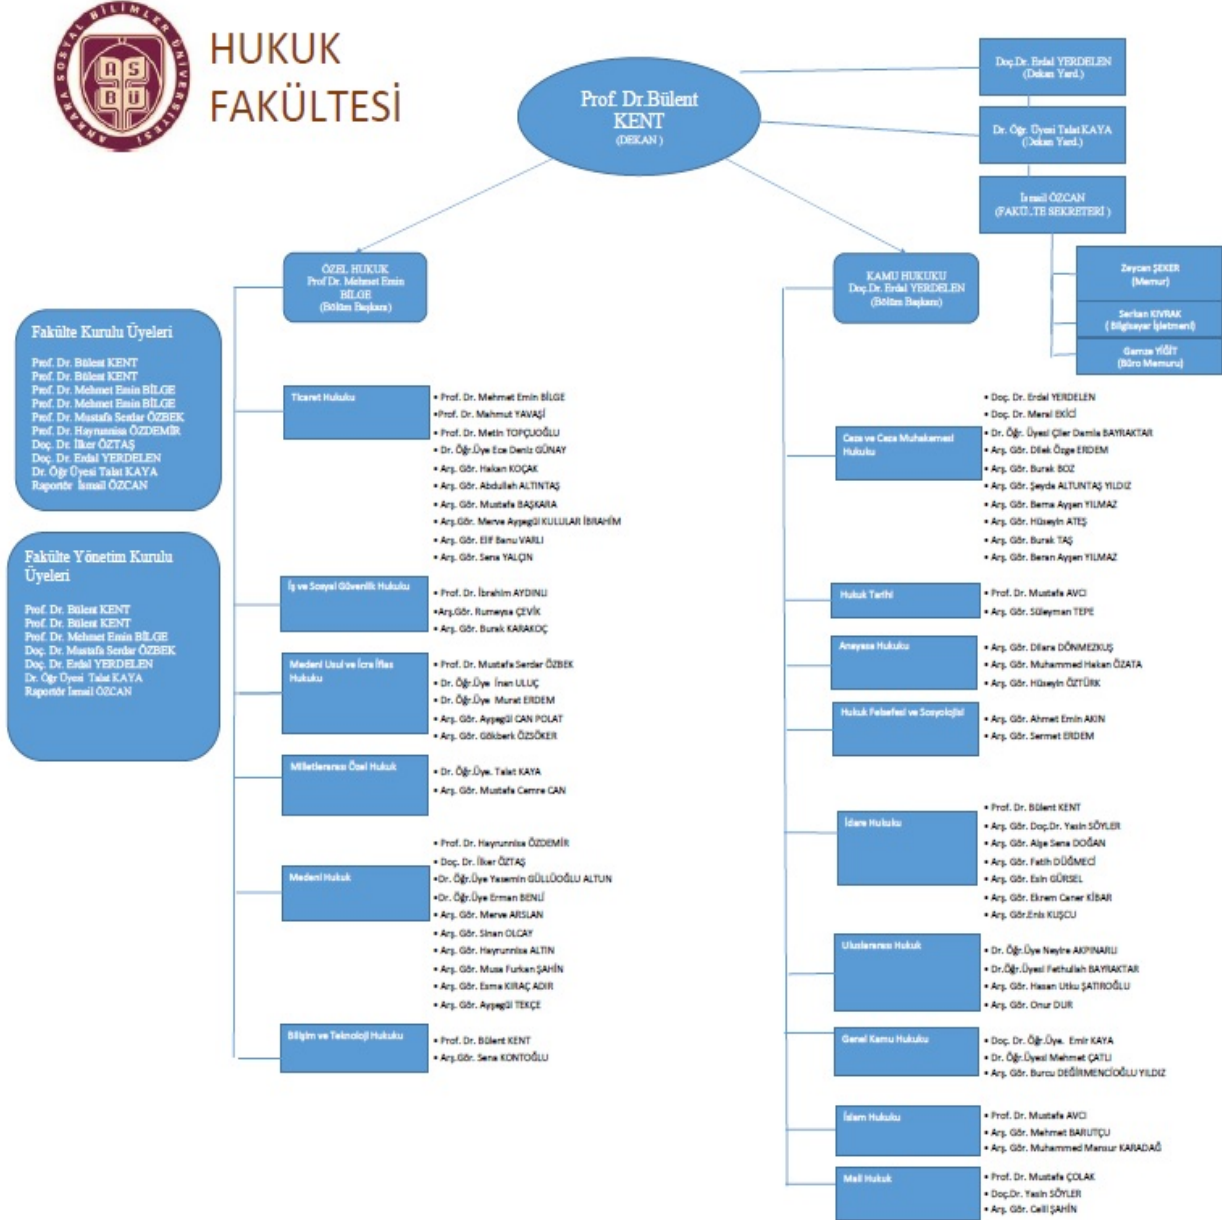 ANKARA SOSYAL BİLİMLER ÜNİVERSİTESİ
ASBÜ
HUKUK
FAKÜLTESİ
Prof. Dr.Bülent
KENT
(DEKAN )
Doç.Dr. Erdal YERDELEN
(Dekan Yard.)
Dr. Öğr. Üyesi Talat KAYA
(Dekan Yard.)
İsmail ÖZCAN
(FAKÜLTE SEKRETERİ )
Zeycan ŞEKER
(Memur)
Serkan KIVRAK
( Bilgisayar İşletmeni)
Gamze YİĞİT
(Büro Memuru)
Fakülte Kurulu Üyeleri
Prof. Dr. Bülent KENT
Prof. Dr. Bülent KENT
Prof. Dr. Mehmet Emin BİLGE
Prof. Dr. Mehmet Emin BİLGE
Prof. Dr. Mustafa Serdar ÖZBEK
Prof. Dr. Hayrunnisa ÖZDEMİR
Doç. Dr. İlker ÖZTAŞ
Doç. Dr. Erdal YERDELEN
Dr. Öğr Üyesi Talat KAYA
Raportör İsmail ÖZCAN
Fakülte Yönetim Kurulu
Üyeleri
Prof. Dr. Bülent KENT
Prof. Dr. Bülent KENT
Prof. Dr. Mehmet Emin BİLGE
Doç. Dr. Mustafa Serdar ÖZBEK
Doç. Dr. Erdal YERDELEN
Dr. Öğr Üyesi Talat KAYA
Raportör İsmail ÖZCAN
ÖZEL HUKUK
Prof Dr. Mehmet Emin
BİLGE
(Bölüm Başkanı)
Ticaret Hukuku
• Prof. Dr. Mehmet Emin BİLGE
•Prof. Dr. Mahmut YAVAŞİ
• Prof. Dr. Metin TOPÇUOĞLU
• Dr. Öğr.Üye Ece Deniz GÜNAY
• Arş. Gör. Hakan KOÇAK
• Arş. Gör. Abdullah ALTINTAŞ
• Arş. Gör. Mustafa BAŞKARA
• Arş.Gör. Merve Ayşegül KULULAR İBRAHİM
• Arş. Gör. Elif Banu VARLI
• Arş. Gör. Sena YALÇIN
İş ve Sosyal Güvenlik Hukuku
• Prof. Dr. İbrahim AYDINLI
•Arş.Gör. Rumeysa ÇEVİK
• Arş. Gör. Burak KARAKOÇ
Medeni Usul ve İcra İflas
Hukuku
• Prof. Dr. Mustafa Serdar ÖZBEK
• Dr. Öğr.Üye İnan ULUÇ
• Dr. Öğr.Üye Murat ERDEM
• Arş. Gör. Ayşegül CAN POLAT
• Arş. Gör. Gökberk ÖZSÖKER
Milletlerarası Özel Hukuk
• Dr. Öğr.Üye. Talat KAYA
• Arş. Gör. Mustafa Cemre CAN
Medeni Hukuk
• Prof. Dr. Hayrunnisa ÖZDEMİR
• Doç. Dr. İlker ÖZTAŞ
•Dr. Öğr.Üye Yasemin GÜLLÜOĞLU ALTUN
•Dr. Öğr.Üye Erman BENLİ
• Arş. Gör. Merve ARSLAN
• Arş. Gör. Sinan OLCAY
• Arş. Gör. Hayrunnisa ALTIN
• Arş. Gör. Musa Furkan ŞAHİN
• Arş. Gör. Esma KIRAÇ ADIR
• Arş. Gör. Ayşegül TEKÇE
Bilişim ve Teknoloji Hukuku
• Prof. Dr. Bülent KENT
• Arş.Gör. Sena KONTOĞLU
KAMU HUKUKU
Doç.Dr. Erdal YERDELEN
(Bölüm Başkanı)
Ceza ve Ceza Muhakemesi
Hukuku
• Doç. Dr. Erdal YERDELEN
• Doç. Dr. Meral EKİCİ
• Dr. Öğr. Üyesi Çiler Damla BAYRAKTAR
• Arş. Gör. Dilek Özge ERDEM
• Arş. Gör. Burak BOZ
• Arş. Gör. Şeyda ALTUNTAŞ YILDIZ
• Arş. Gör. Berna Ayşen YILMAZ
• Arş. Gör. Hüseyin ATEŞ
• Arş. Gör. Burak TAŞ
• Arş. Gör. Beran Ayşen YILMAZ
Hukuk Tarihi
• Prof. Dr. Mustafa AVCI
• Arş. Gör. Süleyman TEPE
Anayasa Hukuku
• Arş. Gör. Dilara DÖNMEZKUŞ
• Arş. Gör. Muhammed Hakan ÖZATA
• Arş. Gör. Hüseyin ÖZTÜRK
Hukuk Felsefesi ve Sosyolojisi
• Arş. Gör. Ahmet Emin AKIN
• Arş. Gör. Sermet ERDEM
İdare Hukuku
• Prof. Dr. Bülent KENT
• Arş. Gör. Doç.Dr. Yasin SÖYLER
• Arş. Gör. Alşe Sena DOĞAN
• Arş. Gör. Fatih DÜĞMECİ
• Arş. Gör. Esin GÜRSEL
• Arş. Gör. Ekrem Caner KİBAR
• Arş. Gör.Enis KUŞCU
Uluslararası Hukuk
• Dr. Öğr.Üye Neyire AKPINARLI
• Dr.Öğr.Üyesi Fethullah BAYRAKTAR
• Arş. Gör. Hasan Utku ŞATIROĞLU
• Arş. Gör. Onur DUR
Genel Kamu Hukuku
• Doç. Dr. Öğr.Üye. Emir KAYA
• Dr. Öğr.Üyesi Mehmet ÇATLI
• Arş. Gör. Burcu DEĞİRMENCİOĞLU YILDIZ
İslam Hukuku
• Prof. Dr. Mustafa AVCI
• Arş. Gör. Mehmet BARUTÇU
• Arş. Gör. Muhammed Mansur KARADAĞ
Mali Hukuk
• Prof. Dr. Mustafa ÇOLAK
• Doç.Dr. Yasin SÖYLER
• Arş. Gör. Celil ŞAHİN